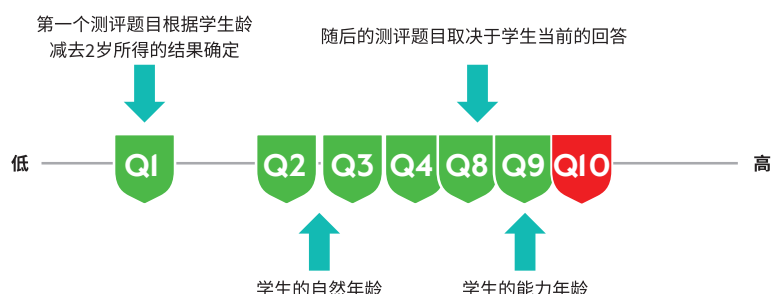 第一个测评题目根据学生龄
减去2岁所得的结果确定
随后的测评题目取决于学生当前的回答
低
Q1
Q2
Q3
Q4
Q8
Q9
Q10
高
学生的自然年龄
学生的能力年龄